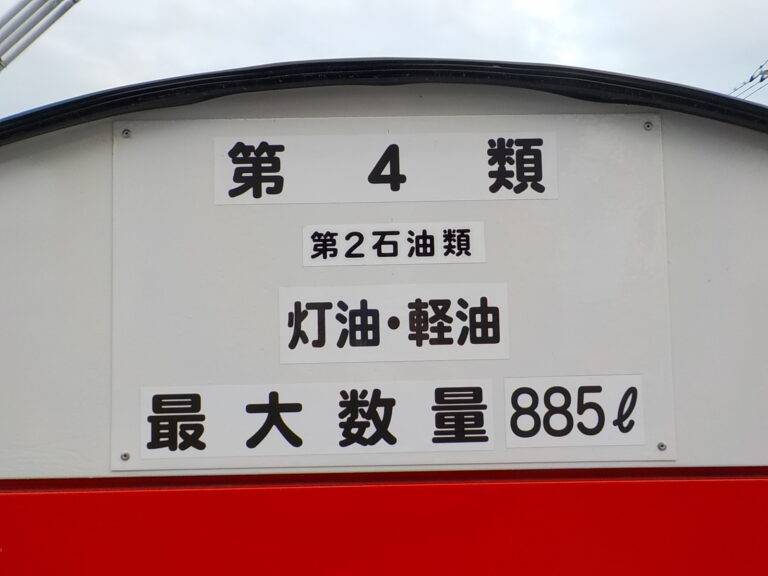 第4類
第2石油類
灯油・軽油
最大数量 885ℓ